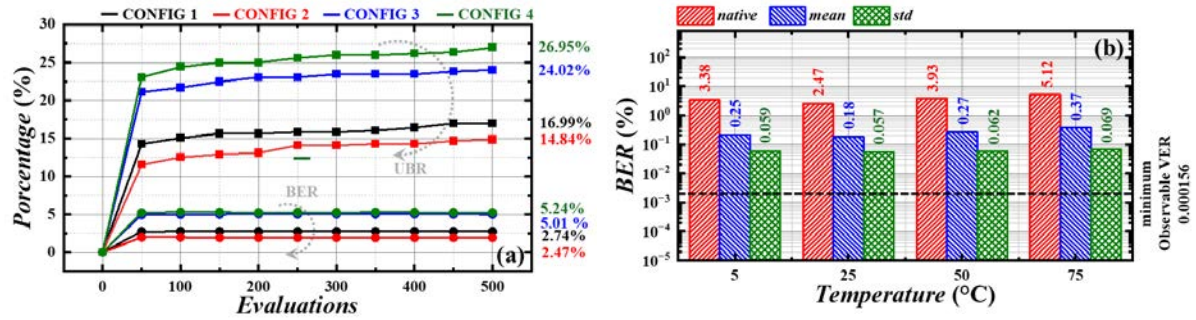 CONFIG 1 CONFIG 2 CONFIG 3 CONFIG 4
Porcentage (%)
30
25
20
15
10
5
0
26.95%
24.02%
16.99%
14.84%
UBR
BER
5.24%
5.01 %
2.74%
2.47%
(a)
0 100 200 300 400 500
Evaluations
native mean std
(b)
BER (%)
10²
10¹
10⁰
10⁻¹
10⁻²
10⁻³
10⁻⁴
10⁻⁵
3.38 0.25 0.059 2.47 0.18 0.057 3.93 0.27 0.062 5.12 0.37 0.069
minimum
Observable VER
0.000156
5 25 50 75
Temperature (°C)